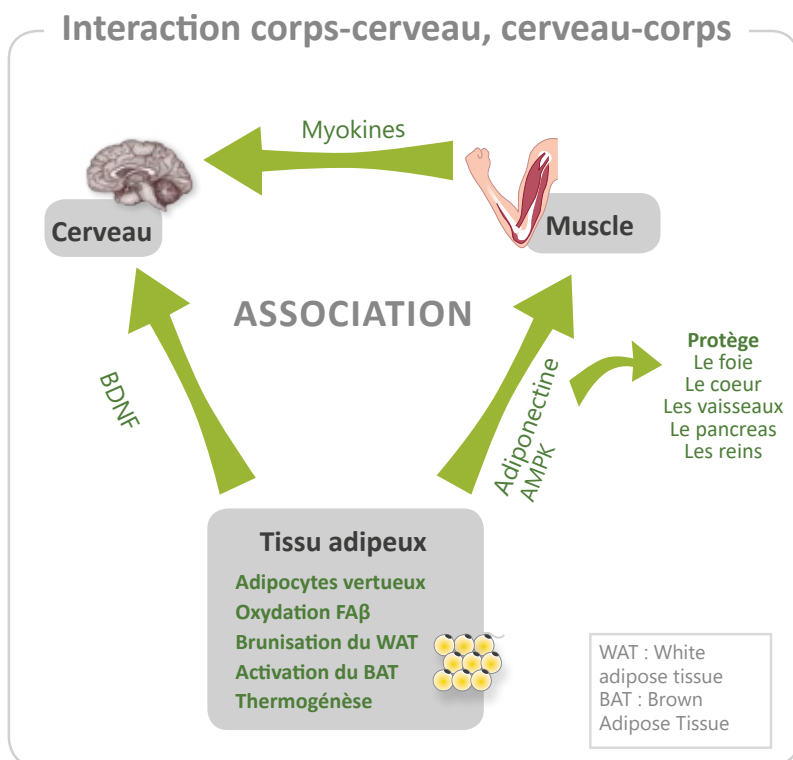 Interaction corps-cerveau, cerveau-corps
Myokines
Cerveau
Muscle
ASSOCIATION
BDNF
Adiponectine
AMPK
Protège
Le foie
Le coeur
Les vaisseaux
Le pancreas
Les reins
Tissu adipeux
Adipocytes vertueux
Oxydation FAβ
Brunisation du WAT
Activation du BAT
Thermogénèse
WAT : White
adipose tissue
BAT : Brown
Adipose Tissue